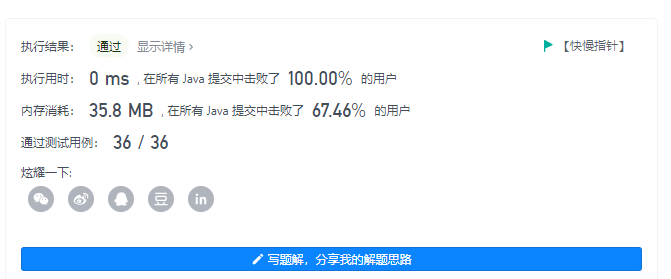 执行结果： 通过 显示详情 › 【快慢指针】
执行用时： 0 ms , 在所有 Java 提交中击败了 100.00% 的用户
内存消耗： 35.8 MB , 在所有 Java 提交中击败了 67.46% 的用户
通过测试用例： 36 / 36
炫耀一下:
豆 in
写题解，分享我的解题思路